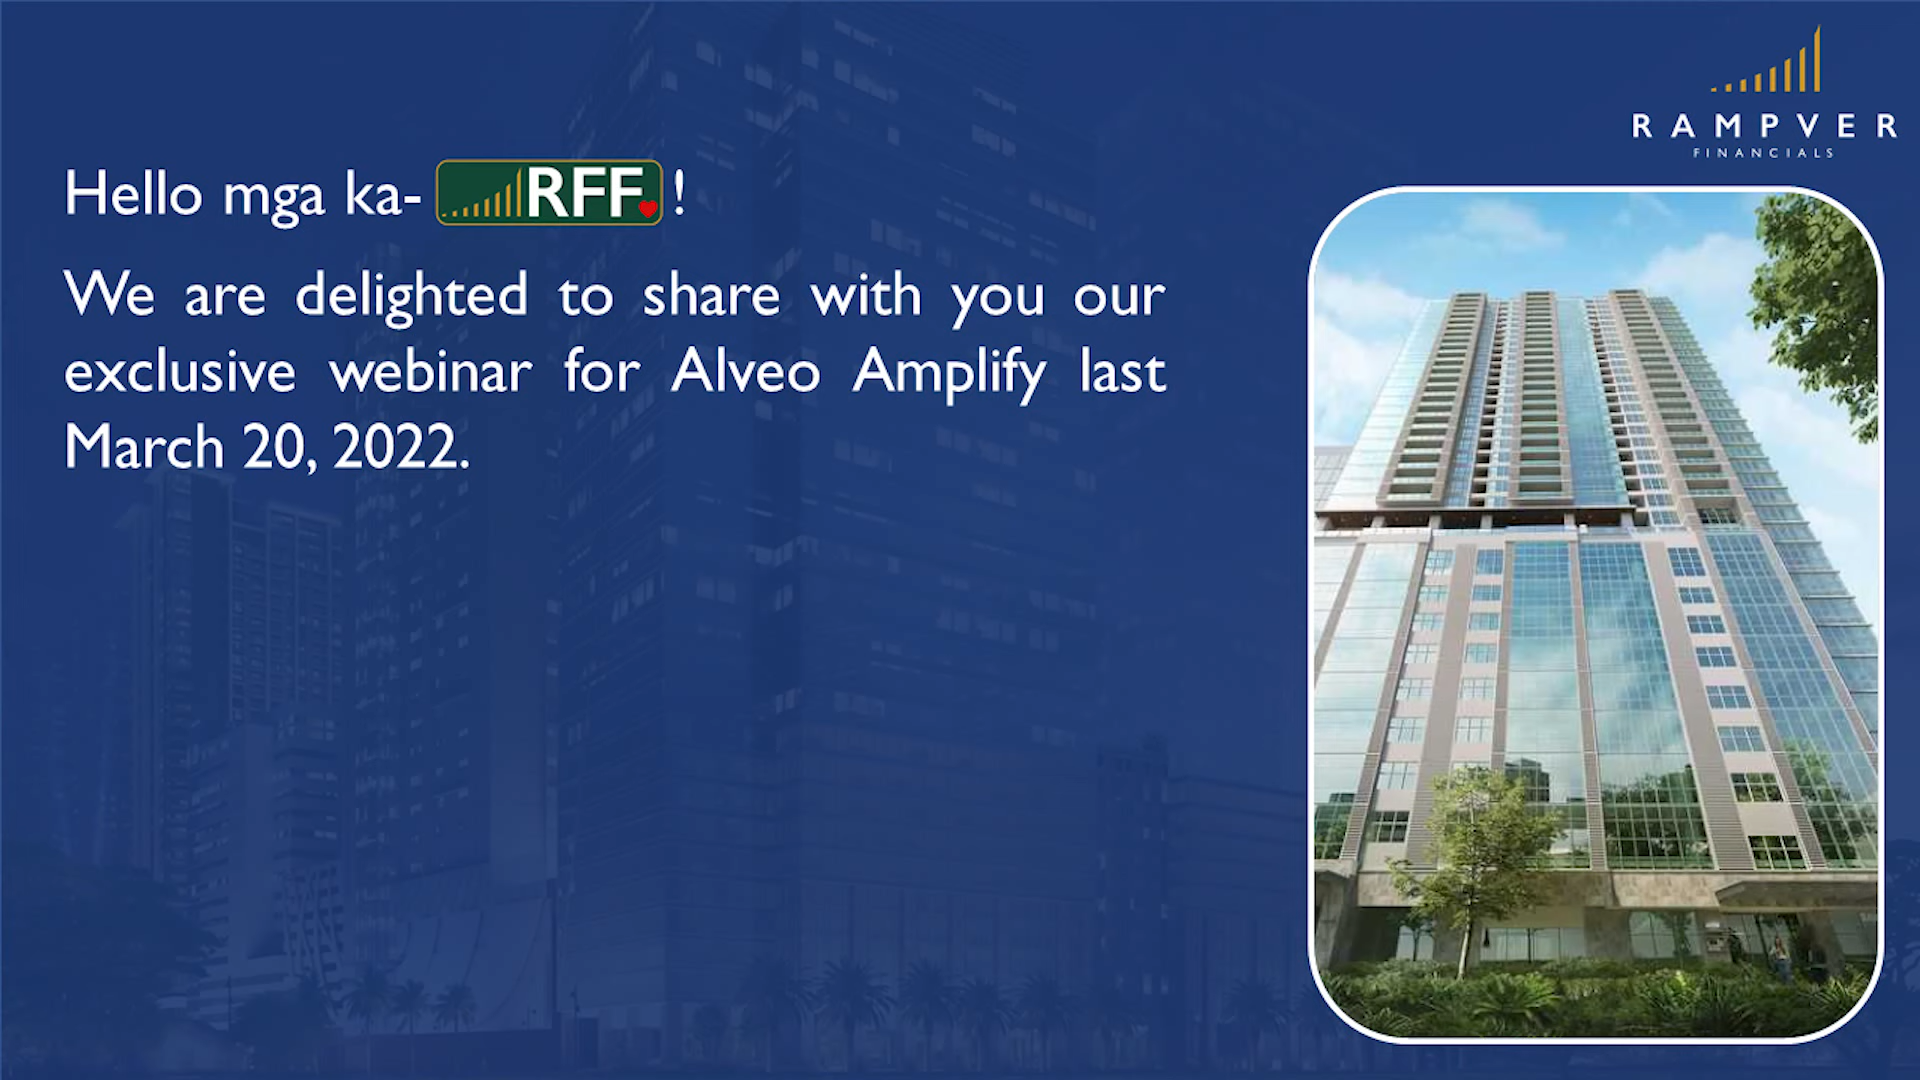 RAMPVER
FINANCIALS
Hello mga ka- RFF !
We are delighted to share with you our
exclusive webinar for Alveo Amplify last
March 20, 2022.